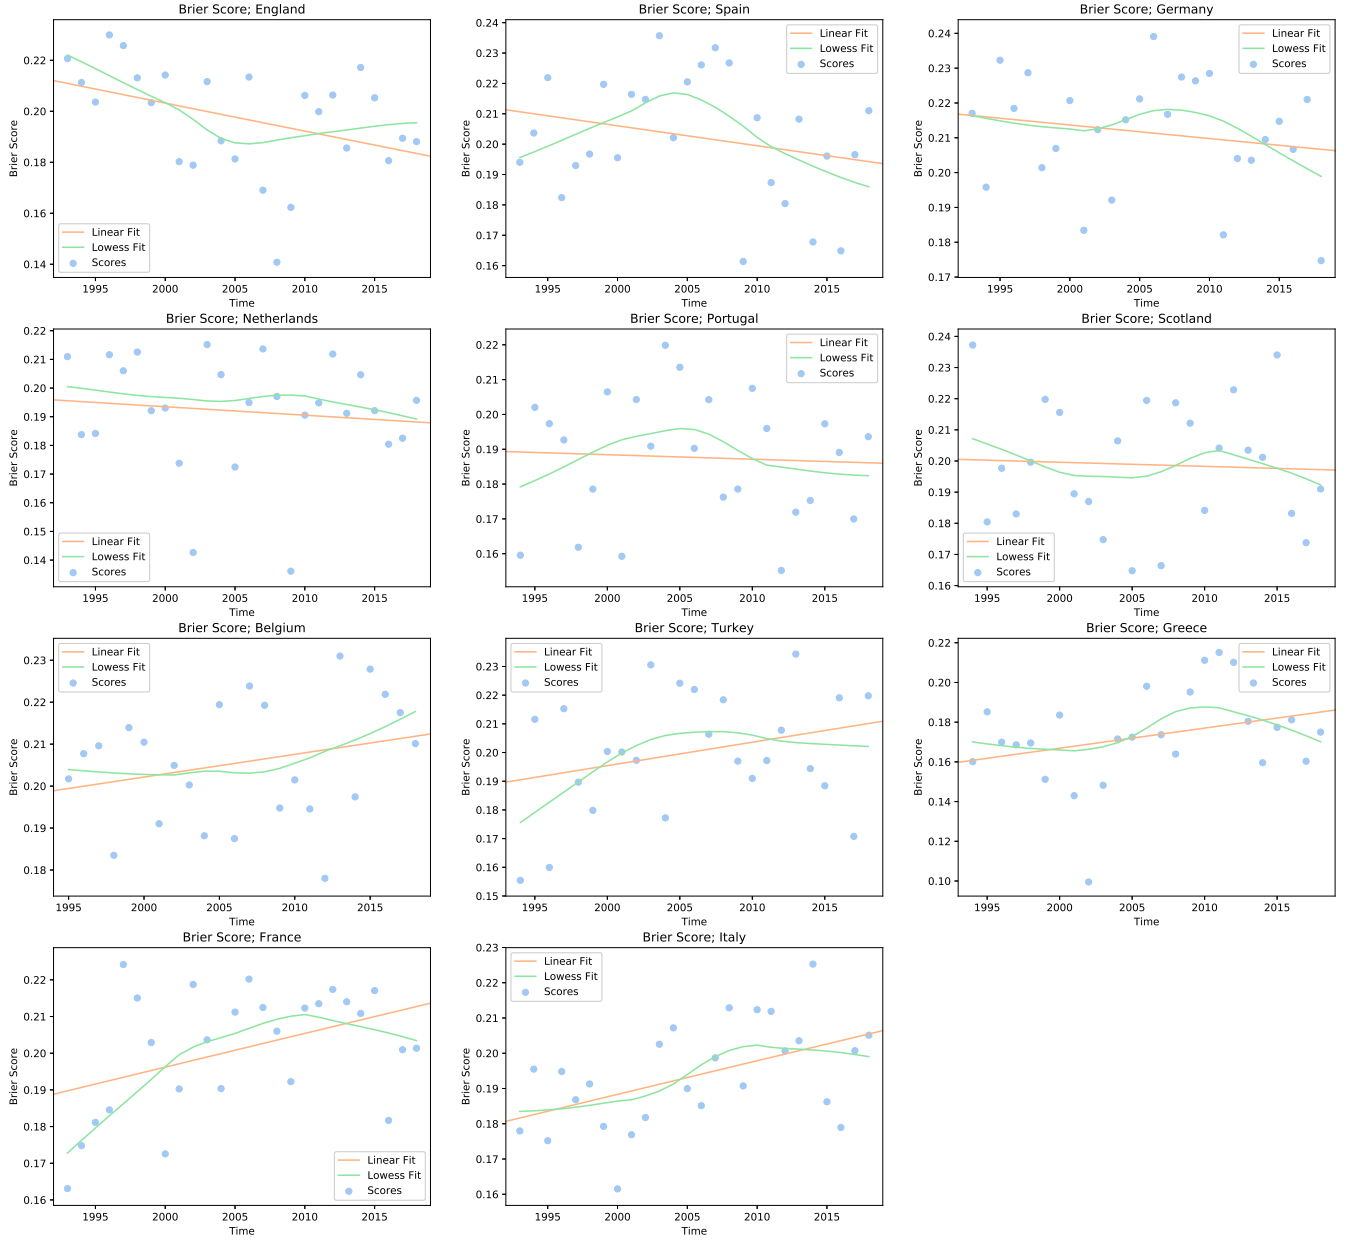 Brier Score; England
Brier Score
0.22
0.20
0.18
0.16
0.14
Linear Fit
Lowess Fit
Scores
1995 2000 2005 2010 2015
Time
Brier Score; Spain
Brier Score
0.24
0.23
0.22
0.21
0.20
0.19
0.18
0.17
0.16
Linear Fit
Lowess Fit
Scores
1995 2000 2005 2010 2015
Time
Brier Score; Germany
Brier Score
0.24
0.23
0.22
0.21
0.20
0.19
0.18
0.17
Linear Fit
Lowess Fit
Scores
1995 2000 2005 2010 2015
Time
Brier Score; Netherlands
Brier Score
0.22
0.21
0.20
0.19
0.18
0.17
0.16
0.15
0.14
Linear Fit
Lowess Fit
Scores
1995 2000 2005 2010 2015
Time
Brier Score; Portugal
Brier Score
0.22
0.21
0.20
0.19
0.18
0.17
0.16
Linear Fit
Lowess Fit
Scores
1995 2000 2005 2010 2015
Time
Brier Score; Scotland
Brier Score
0.24
0.23
0.22
0.21
0.20
0.19
0.18
0.17
0.16
Linear Fit
Lowess Fit
Scores
1995 2000 2005 2010 2015
Time
Brier Score; Belgium
Brier Score
0.23
0.22
0.21
0.20
0.19
0.18
Linear Fit
Lowess Fit
Scores
1995 2000 2005 2010 2015
Time
Brier Score; Turkey
Brier Score
0.23
0.22
0.21
0.20
0.19
0.18
0.17
0.16
0.15
Linear Fit
Lowess Fit
Scores
1995 2000 2005 2010 2015
Time
Brier Score; Greece
Brier Score
0.22
0.20
0.18
0.16
0.14
0.12
0.10
Linear Fit
Lowess Fit
Scores
1995 2000 2005 2010 2015
Time
Brier Score; France
Brier Score
0.22
0.21
0.20
0.19
0.18
0.17
0.16
Linear Fit
Lowess Fit
Scores
1995 2000 2005 2010 2015
Time
Brier Score; Italy
Brier Score
0.23
0.22
0.21
0.20
0.19
0.18
0.17
0.16
Linear Fit
Lowess Fit
Scores
1995 2000 2005 2010 2015
Time